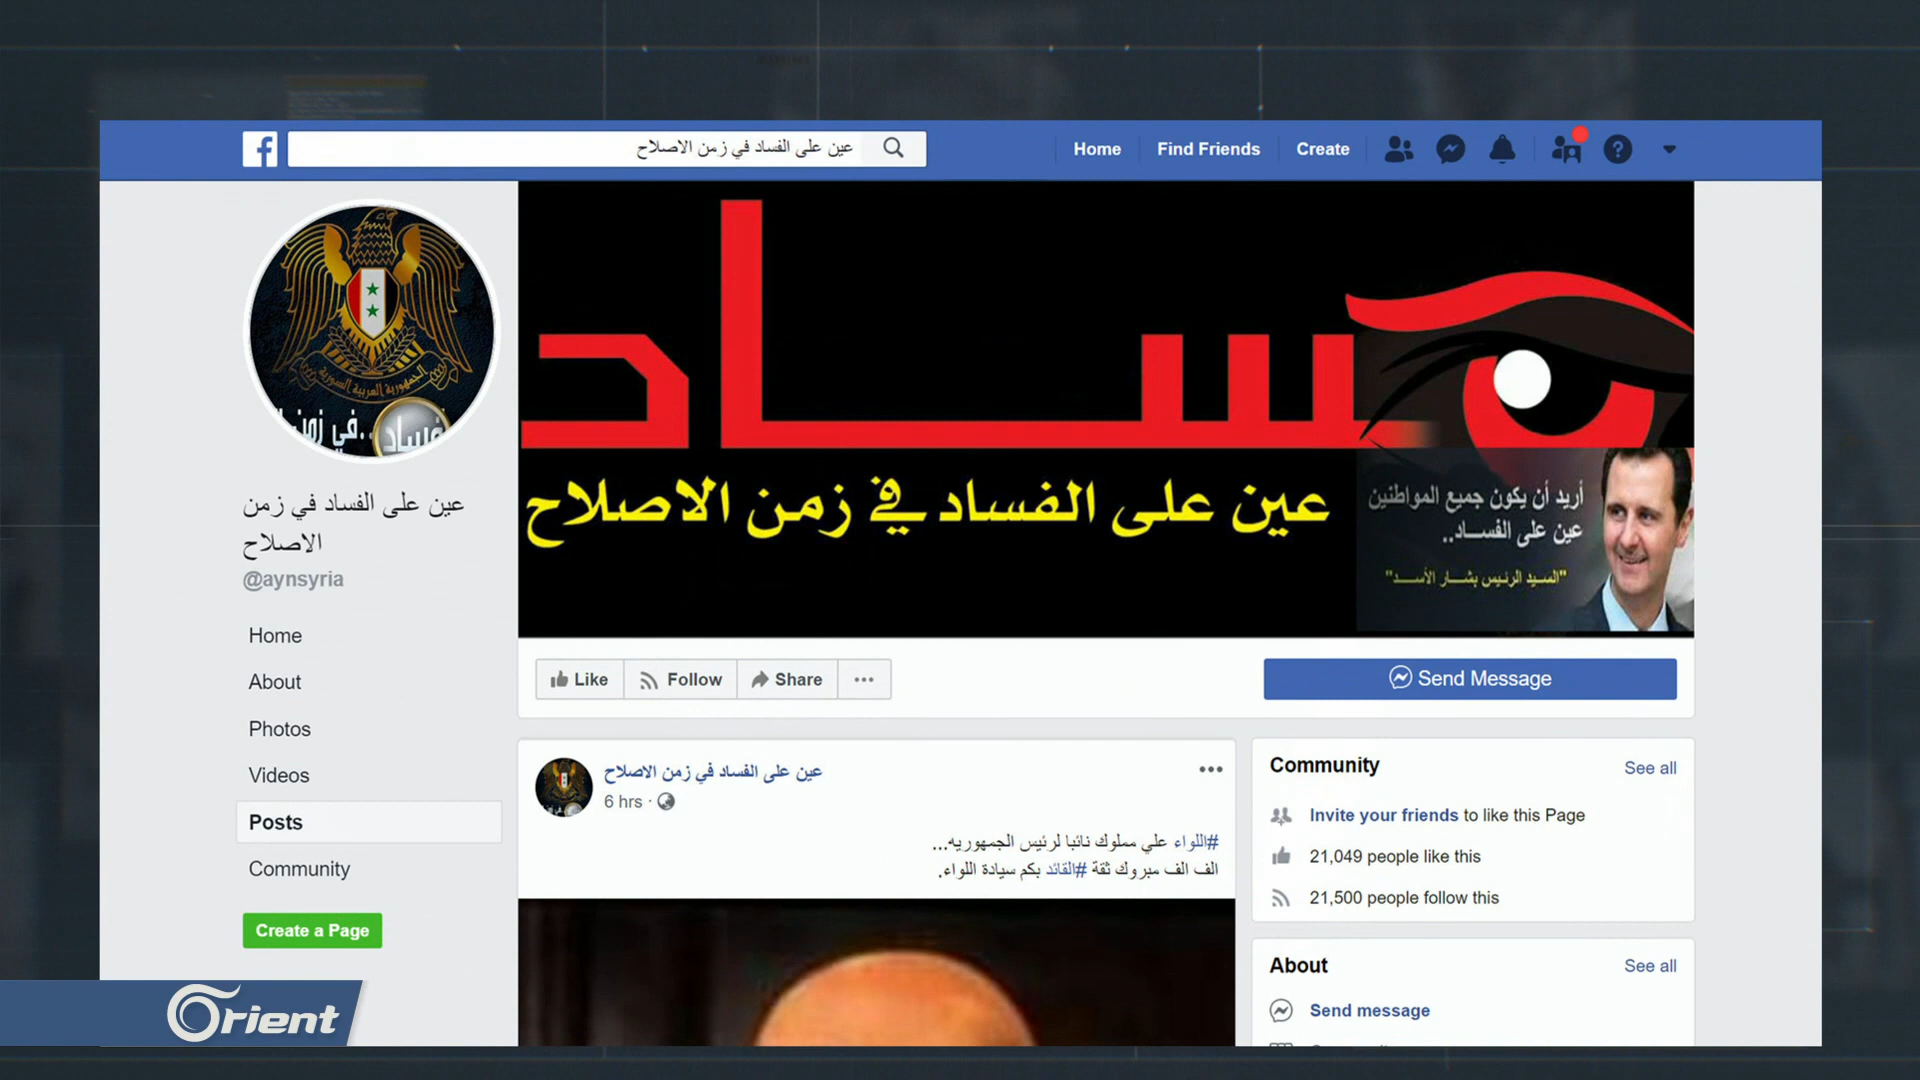 عين على الفساد في زمن الاصلاح
Home
Find Friends
Create
الجمهورية العربية السورية
فساد..في زمن
فساد
عين على الفساد في زمن الاصلاح
أريد أن يكون جميع المواطنين
عين على الفساد..
"السيد الرئيس بشار الأسد"
عين على الفساد في زمن
الاصلاح
@aynsyria
Home
About
Photos
Videos
Posts
Community
Create a Page
Like
Follow
Share
Send Message
عين على الفساد في زمن الاصلاح
6 hrs ·
#اللواء علي مملوك نائبا لرئيس الجمهوريه...
الف الف مبروك ثقة #القائد بكم سيادة اللواء.
Community
See all
Invite your friends to like this Page
21,049 people like this
21,500 people follow this
About
See all
Send message
Orient